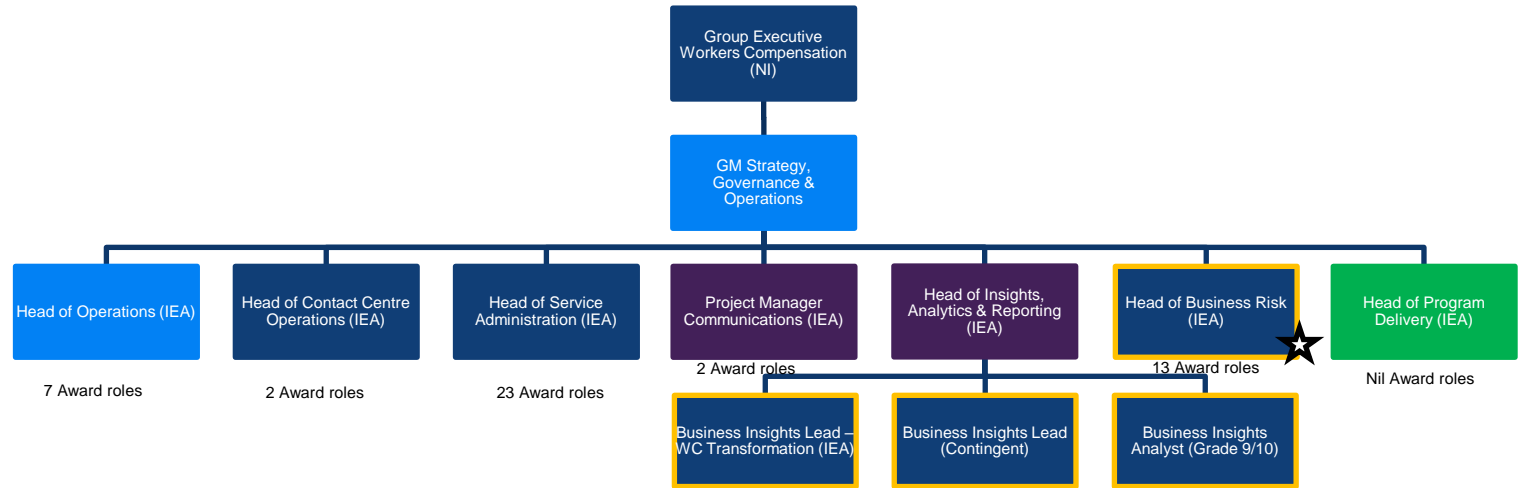 Group Executive
Workers Compensation
(NI)
GM Strategy,
Governance &
Operations
Head of Operations (IEA)
Head of Contact Centre
Operations (IEA)
Head of Service
Administration (IEA)
Project Manager
Communications (IEA)
Head of Insights,
Analytics & Reporting
(IEA)
Head of Business Risk
(IEA)
Head of Program
Delivery (IEA)
7 Award roles
2 Award roles
23 Award roles
2 Award roles
13 Award roles
Nil Award roles
Business Insights Lead –
WC Transformation (IEA)
Business Insights Lead
(Contingent)
Business Insights
Analyst (Grade 9/10)